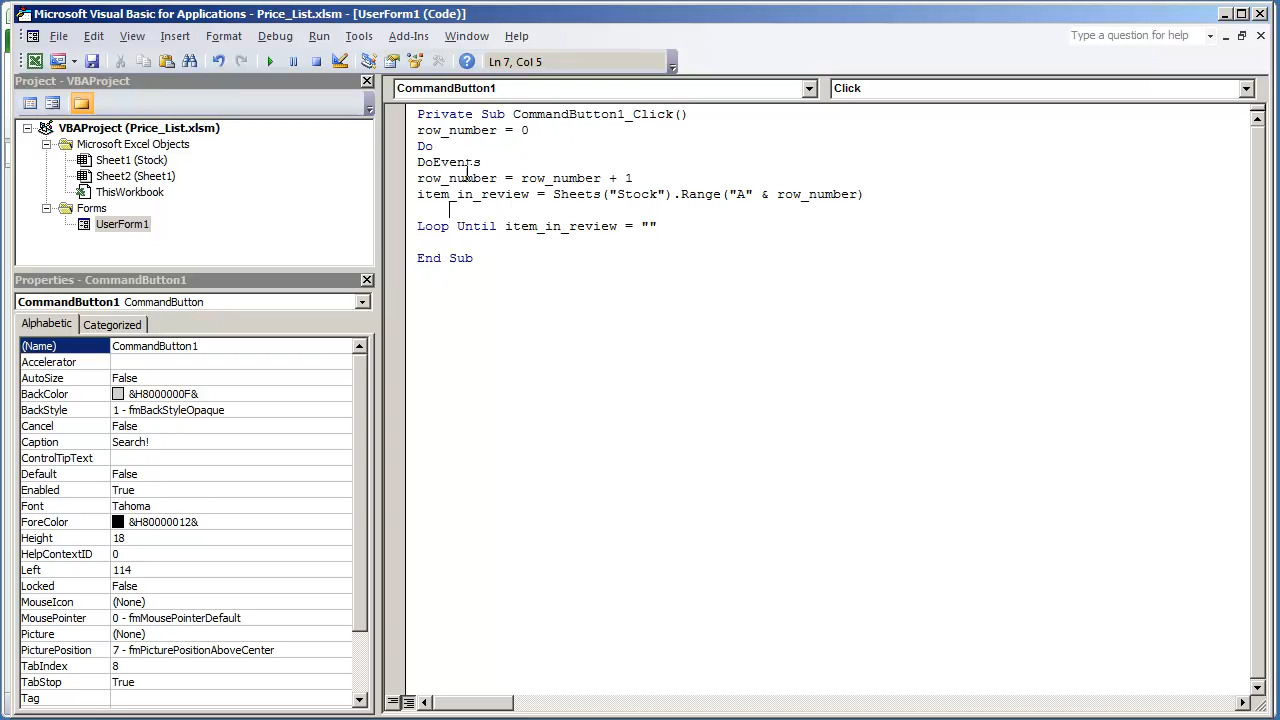 Microsoft Visual Basic for Applications - Price_List.xlsm - [UserForm1 (Code)]
File Edit View Insert Format Debug Run Tools Add-Ins Window Help
Type a question for help
Ln 7, Col 5
Project - VBAProject
VBAProject (Price_List.xlsm)
Microsoft Excel Objects
Sheet1 (Stock)
Sheet2 (Sheet1)
ThisWorkbook
Forms
UserForm1
Properties - CommandButton1
CommandButton1 CommandButton
Alphabetic Categorized
(Name) CommandButton1
Accelerator
AutoSize False
BackColor &H8000000F&
BackStyle 1 - fmBackStyleOpaque
Cancel False
Caption Search!
ControlTipText
Default False
Enabled True
Font Tahoma
ForeColor &H80000012&
Height 18
HelpContextID 0
Left 114
Locked False
MouseIcon (None)
MousePointer 0 - fmMousePointerDefault
Picture (None)
PicturePosition 7 - fmPicturePositionAboveCenter
TabIndex 8
TabStop True
Tag
CommandButton1 Click
Private Sub CommandButton1_Click()
row_number = 0
Do
DoEvents
row_number = row_number + 1
item_in_review = Sheets("Stock").Range("A" & row_number)
Loop Until item_in_review = ""
End Sub